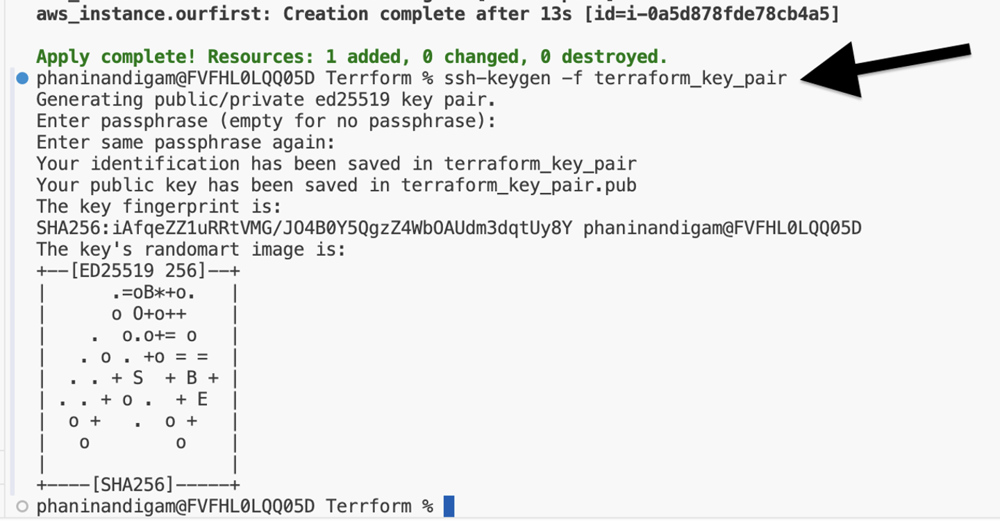 aws_instance.ourfirst: Creation complete after 13s [id=i-0a5d878fde78cb4a5]
Apply complete! Resources: 1 added, 0 changed, 0 destroyed.
phaninandigam@FVFHL0LQQ05D Terrform % ssh-keygen -f terraform_key_pair
Generating public/private ed25519 key pair.
Enter passphrase (empty for no passphrase):
Enter same passphrase again:
Your identification has been saved in terraform_key_pair
Your public key has been saved in terraform_key_pair.pub
The key fingerprint is:
SHA256:iAfqeZZ1uRRtVMG/JO4B0Y5QgzZ4WbOAUdm3dqtUy8Y phaninandigam@FVFHL0LQQ05D
The key's randomart image is:
+--[ED25519 256]--+
|      .=oB*+o.   |
|      o O+o++    |
|    .  o.o+= o   |
|   . o . +o = =  |
|  . . + S  + B + |
| . . + o .  + E  |
|  o +   .  o +   |
|   o        o    |
|                 |
+----[SHA256]-----+
phaninandigam@FVFHL0LQQ05D Terrform %